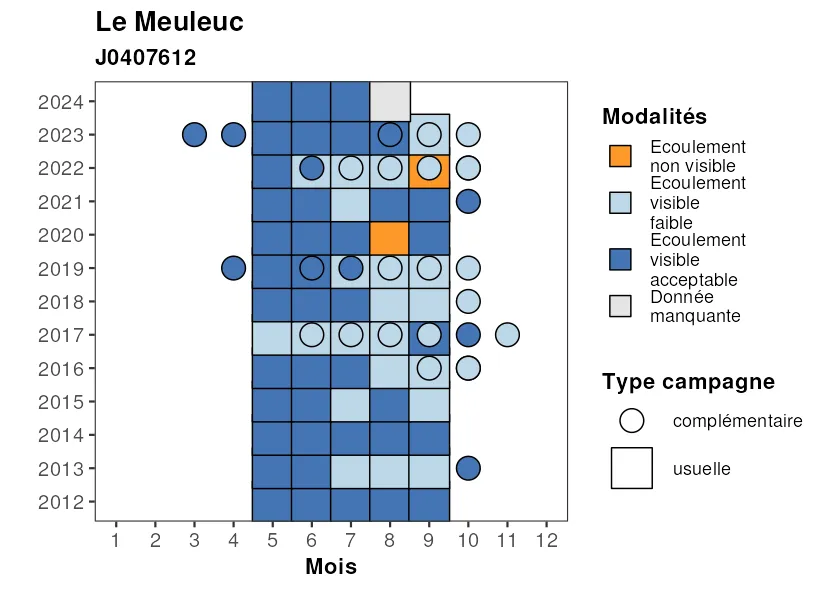 Le Meuleuc
J0407612
2024
2023
2022
2021
2020
2019
2018
2017
2016
2015
2014
2013
2012
1 2 3 4 5 6 7 8 9 10 11 12
Mois
Modalités
Ecoulement
non visible
Ecoulement
visible
faible
Ecoulement
visible
acceptable
Donnée
manquante
Type campagne
complémentaire
usuelle